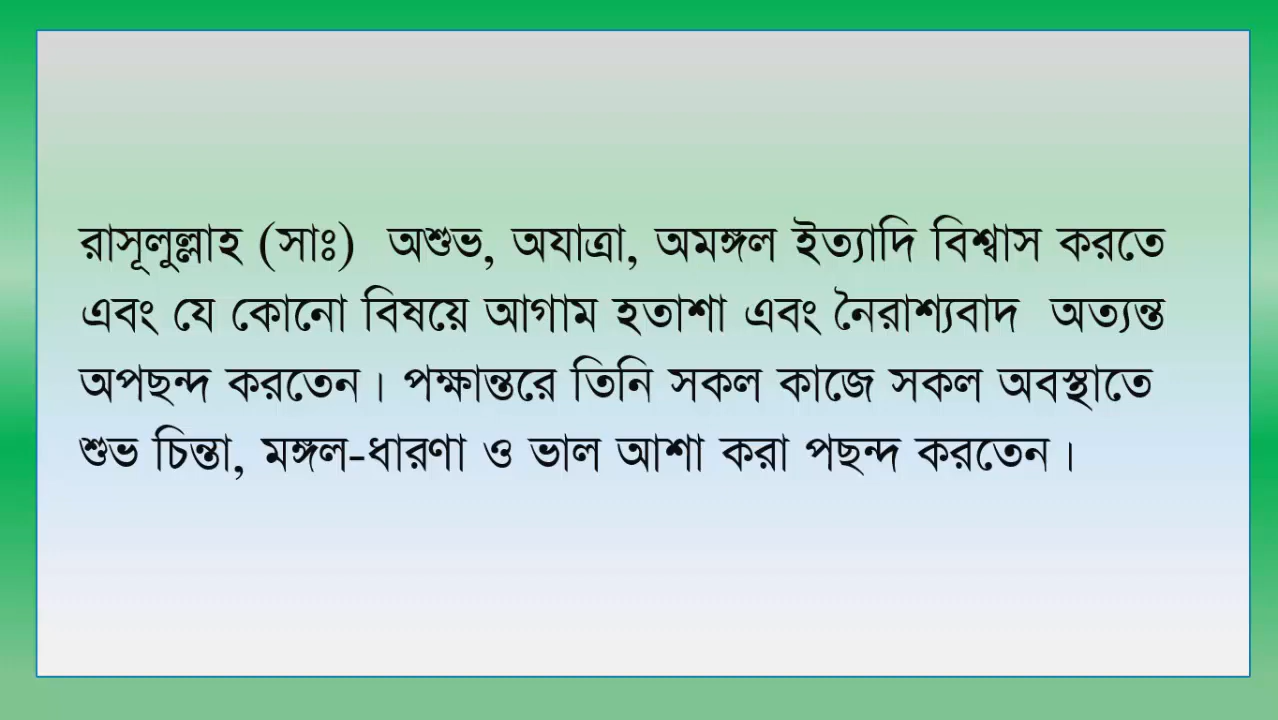 রাসূলুল্লাহ (সাঃ) অশুভ, অযাত্রা, অমঙ্গল ইত্যাদি বিশ্বাস করতে
এবং যে কোনো বিষয়ে আগাম হতাশা এবং নৈরাশ্যবাদ অত্যন্ত
অপছন্দ করতেন। পক্ষান্তরে তিনি সকল কাজে সকল অবস্থাতে
শুভ চিন্তা, মঙ্গল-ধারণা ও ভাল আশা করা পছন্দ করতেন।